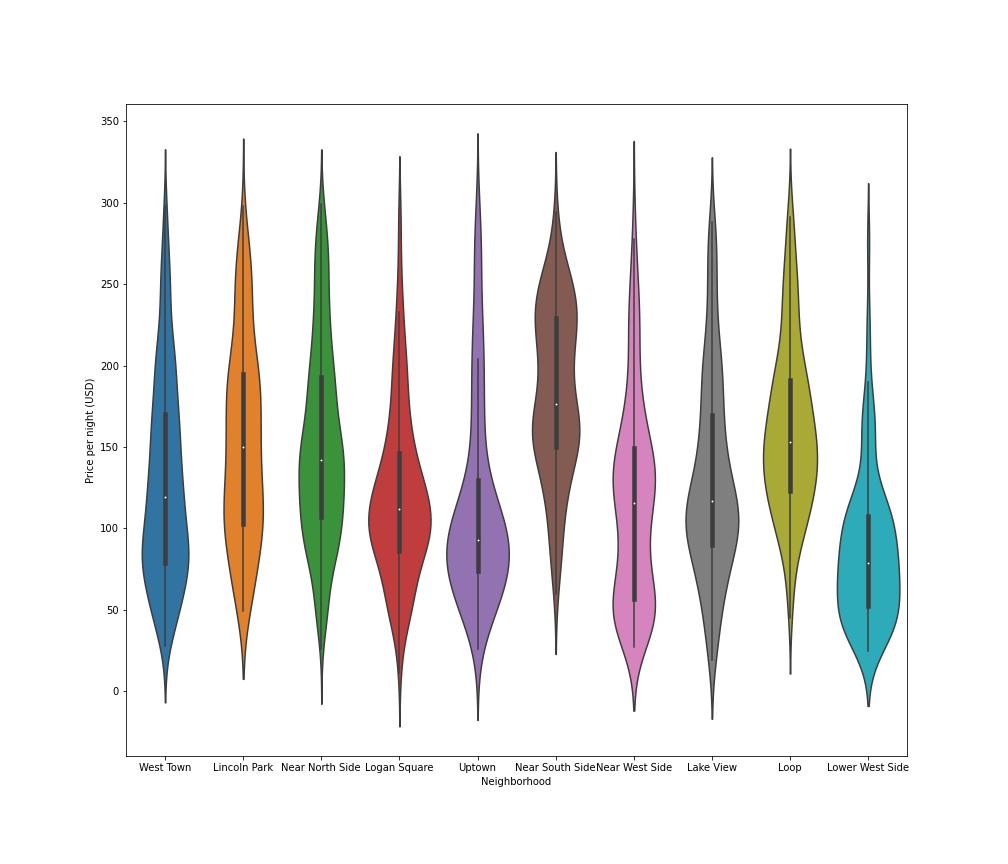 350
300
250
200
150
100
50
0
Price per night (USD)
West Town Lincoln Park Near North Side Logan Square Uptown Near South Side Near West Side Lake View Loop Lower West Side
Neighborhood